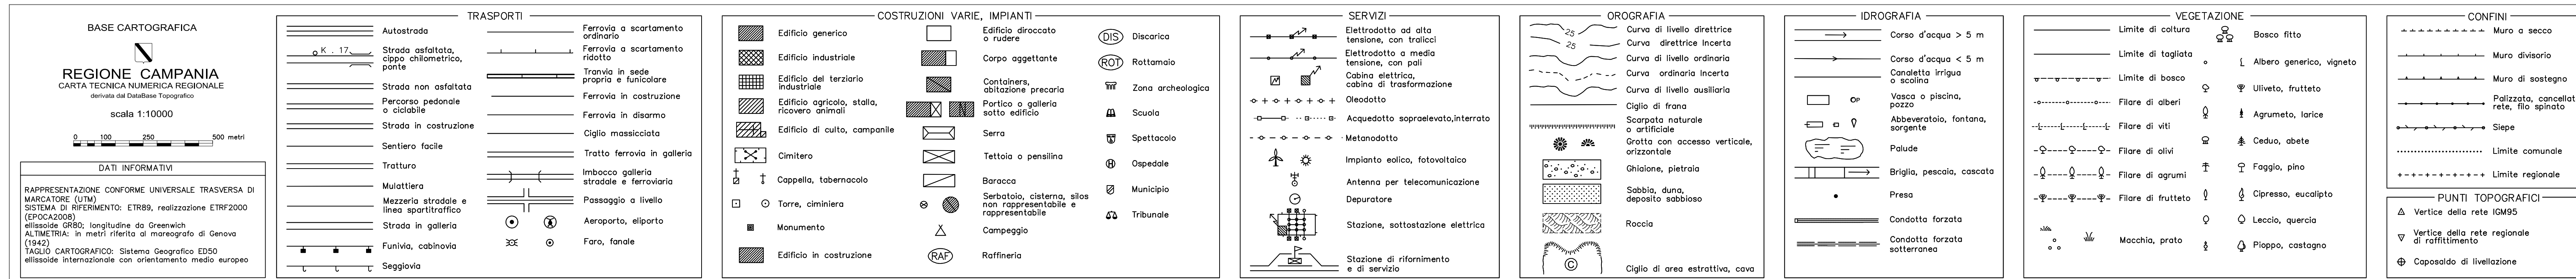 BASE CARTOGRAFICA
REGIONE CAMPANIA
CARTA TECNICA NUMERICA REGIONALE
derivata dal DataBase Topografico
scala 1:10000
0 100 250 500 metri
DATI INFORMATIVI
RAPPRESENTAZIONE CONFORME UNIVERSALE TRASVERSA DI
MARCATORE (UTM)
SISTEMA DI RIFERIMENTO: ETR89, realizzazione ETRF2000
(EPOCA2008)
ellissoide GR80; longitudine da Greenwich
ALTIMETRIA: in metri riferita al mareografo di Genova
(1942)
TAGLIO CARTOGRAFICO: Sistema Geografico ED50
ellissoide internazionale con orientamento medio europeo
TRASPORTI
Autostrada
K . 17
Strada asfaltata,
cippo chilometrico,
ponte
Strada non asfaltata
Percorso pedonale
o ciclabile
Strada in costruzione
Sentiero facile
Tratturo
Mulattiera
Mezzeria stradale e
linea spartitraffico
Strada in galleria
Funivia, cabinovia
Seggiovia
Ferrovia a scartamento
ordinario
Ferrovia a scartamento
ridotto
Tranvia in sede
propria e funicolare
Ferrovia in costruzione
Ferrovia in disarmo
Ciglio massicciata
Tratto ferrovia in galleria
Imbocco galleria
stradale e ferroviaria
Passaggio a livello
Aeroporto, eliporto
Faro, fanale
COSTRUZIONI VARIE, IMPIANTI
Edificio generico
Edificio industriale
Edificio del terziario
industriale
Edificio agricolo, stalla,
ricovero animali
Edificio di culto, campanile
Cimitero
Cappella, tabernacolo
Torre, ciminiera
Monumento
Edificio in costruzione
Edificio diroccato
o rudere
Corpo aggettante
Containers,
abitazione precaria
Portico o galleria
sotto edificio
Serra
Tettoia o pensilina
Baracca
Serbatoio, cisterna, silos
non rappresentabile e
rappresentabile
Campeggio
RAF
Raffineria
DIS
Discarica
ROT
Rottamaio
Zona archeologica
Scuola
Spettacolo
H
Ospedale
Municipio
Tribunale
SERVIZI
Elettrodotto ad alta
tensione, con tralicci
Elettrodotto a media
tensione, con pali
Cabina elettrica,
cabina di trasformazione
Oleodotto
Acquedotto sopraelevato,interrato
Metanodotto
Impianto eolico, fotovoltaico
Antenna per telecomunicazione
Depuratore
Stazione, sottostazione elettrica
Stazione di rifornimento
e di servizio
OROGRAFIA
25
Curva di livello direttrice
25
Curva direttrice Incerta
Curva di livello ordinaria
Curva ordinaria Incerta
Curva di livello ausiliaria
Ciglio di frana
Scarpata naturale
o artificiale
Grotta con accesso verticale,
orizzontale
Ghiaione, pietraia
Sabbia, duna,
deposito sabbioso
Roccia
C
Ciglio di area estrattiva, cava
IDROGRAFIA
Corso d'acqua > 5 m
Corso d'acqua < 5 m
Canaletta irrigua
o scolina
P
Vasca o piscina,
pozzo
Abbeveratoio, fontana,
sorgente
Palude
Briglia, pescaia, cascata
Presa
Condotta forzata
Condotta forzata
sotterranea
VEGETAZIONE
Limite di coltura
Limite di tagliata
Limite di bosco
Filare di alberi
Filare di viti
Filare di olivi
Filare di agrumi
Filare di frutteto
Macchia, prato
Bosco fitto
Albero generico, vigneto
Uliveto, frutteto
Agrumeto, larice
Ceduo, abete
Faggio, pino
Cipresso, eucalipto
Leccio, quercia
Pioppo, castagno
CONFINI
Muro a secco
Muro divisorio
Muro di sostegno
Palizzata, cancellat
rete, filo spinato
Siepe
Limite comunale
Limite regionale
PUNTI TOPOGRAFICI
Vertice della rete IGM95
Vertice della rete regionale
di raffittimento
Caposaldo di livellazione